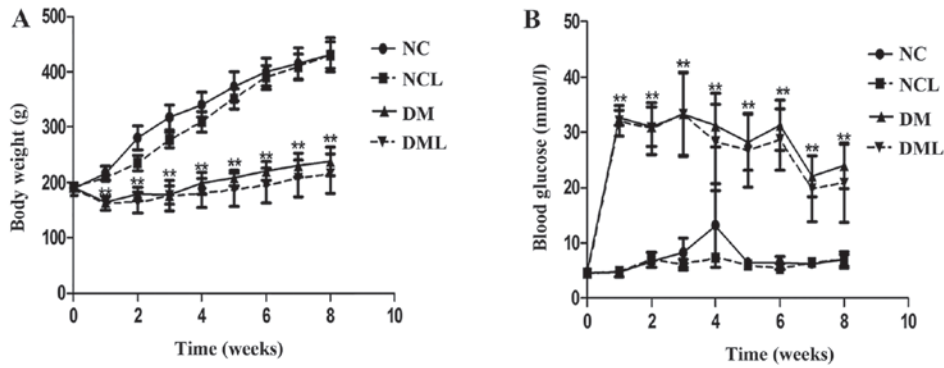 A
Body weight (g)
500
400
300
200
100
0
** ** ** ** ** ** ** **
0 2 4 6 8 10
Time (weeks)
NC
NCL
DM
DML
B
Blood glucose (mmol/l)
50
40
30
20
10
0
** ** ** ** ** ** ** **
0 2 4 6 8 10
Time (weeks)
NC
NCL
DM
DML